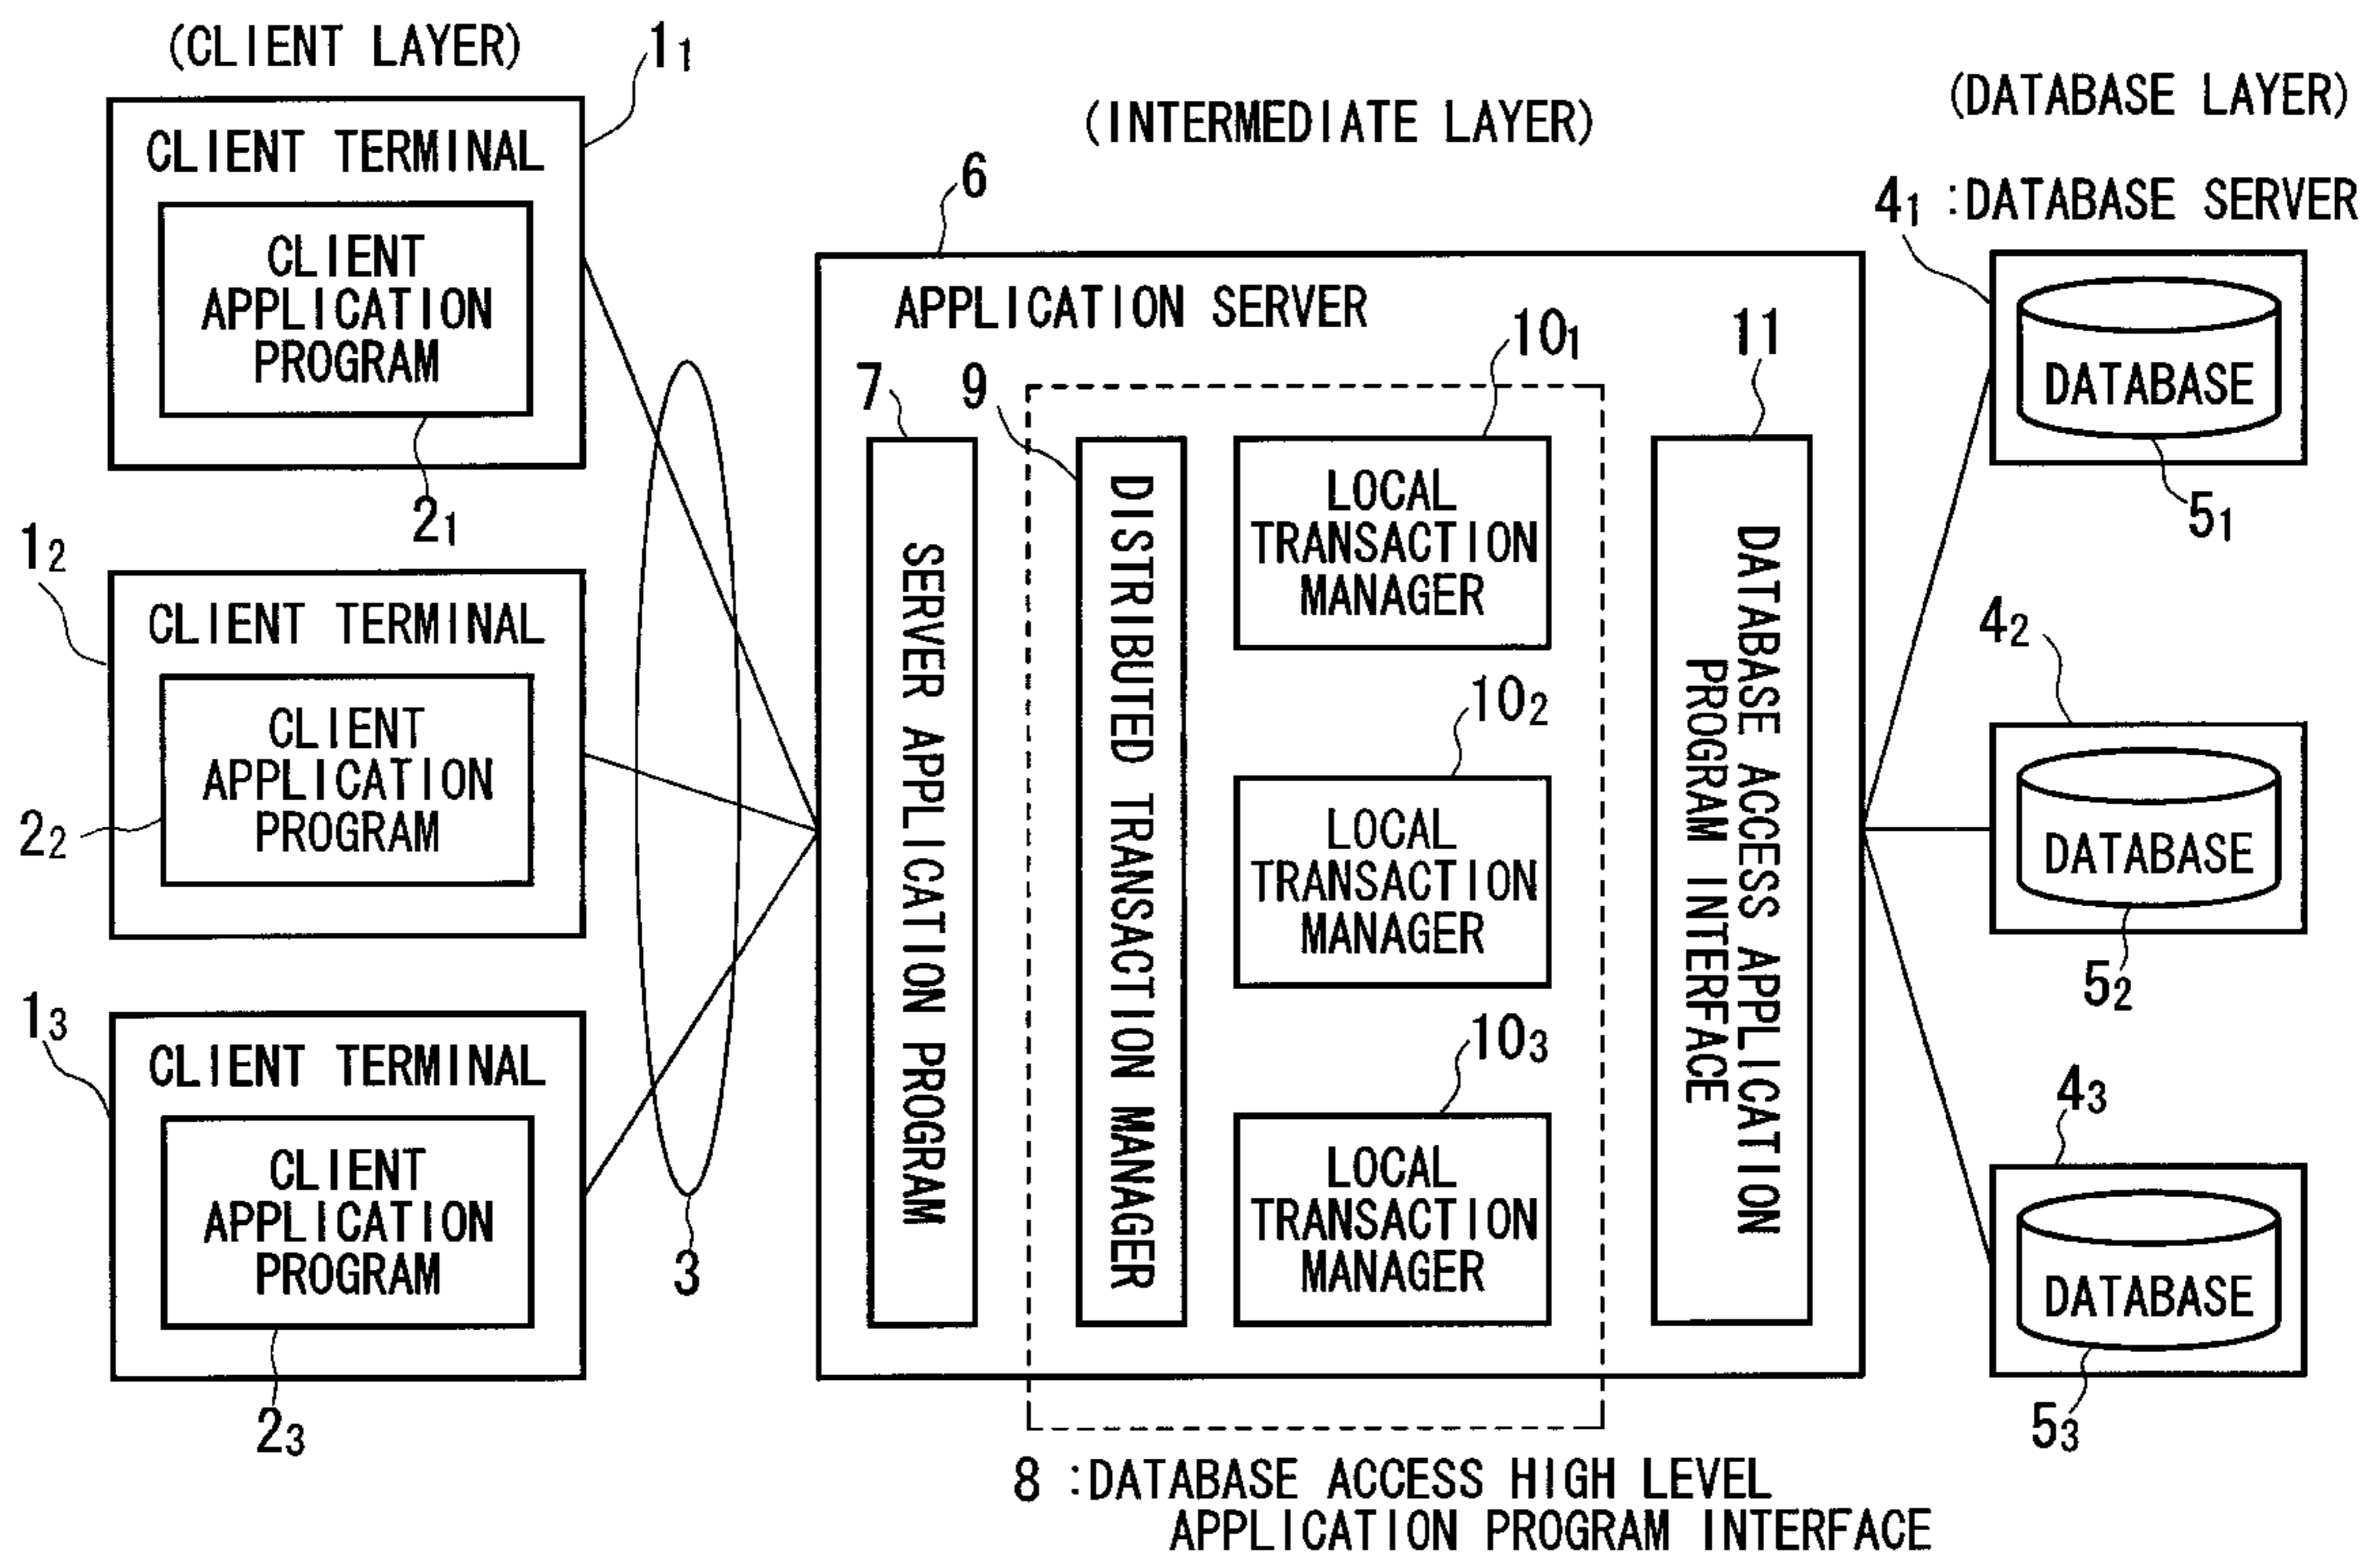 (CLIENT LAYER)
1₁
CLIENT TERMINAL
CLIENT
APPLICATION
PROGRAM
2₁
1₂
CLIENT TERMINAL
CLIENT
APPLICATION
PROGRAM
2₂
1₃
CLIENT TERMINAL
CLIENT
APPLICATION
PROGRAM
2₃
3
(INTERMEDIATE LAYER)
6
APPLICATION SERVER
7
SERVER APPLICATION PROGRAM
9
DISTRIBUTED TRANSACTION MANAGER
10₁
LOCAL
TRANSACTION
MANAGER
10₂
LOCAL
TRANSACTION
MANAGER
10₃
LOCAL
TRANSACTION
MANAGER
11
DATABASE ACCESS APPLICATION
PROGRAM INTERFACE
8 :DATABASE ACCESS HIGH LEVEL
APPLICATION PROGRAM INTERFACE
(DATABASE LAYER)
4₁ :DATABASE SERVER
DATABASE
5₁
4₂
DATABASE
5₂
4₃
DATABASE
5₃